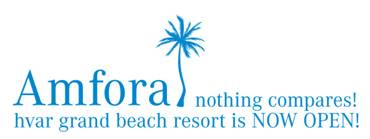 Amfora nothing compares!
hvar grand beach resort is NOW OPEN!